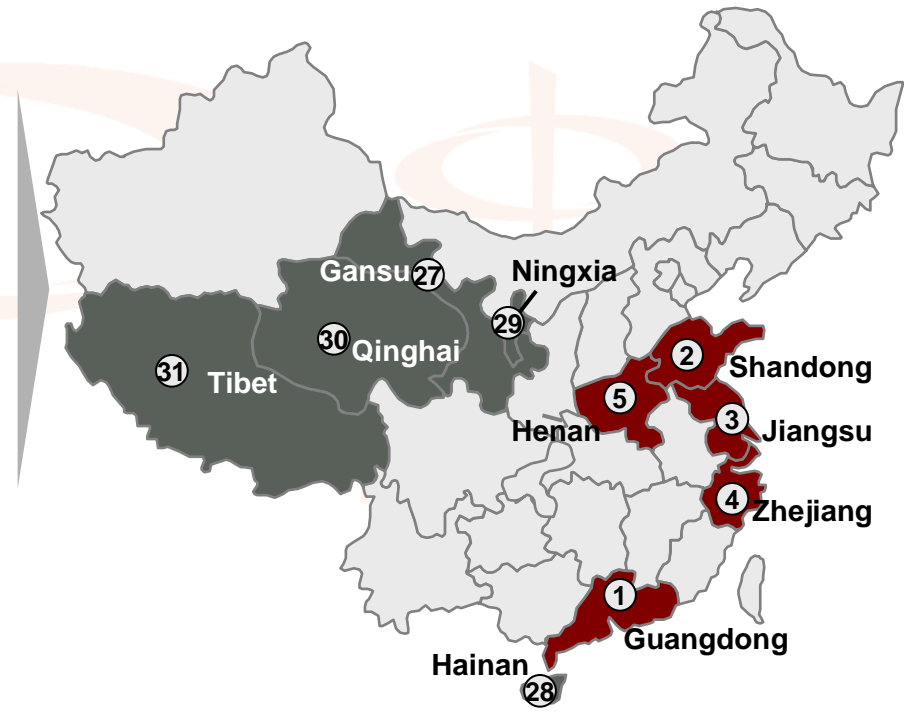 Gansu 27
Ningxia
29
30
Qinghai
31
Tibet
2
Shandong
5
Henan
3
Jiangsu
4
Zhejiang
1
Guangdong
Hainan
28